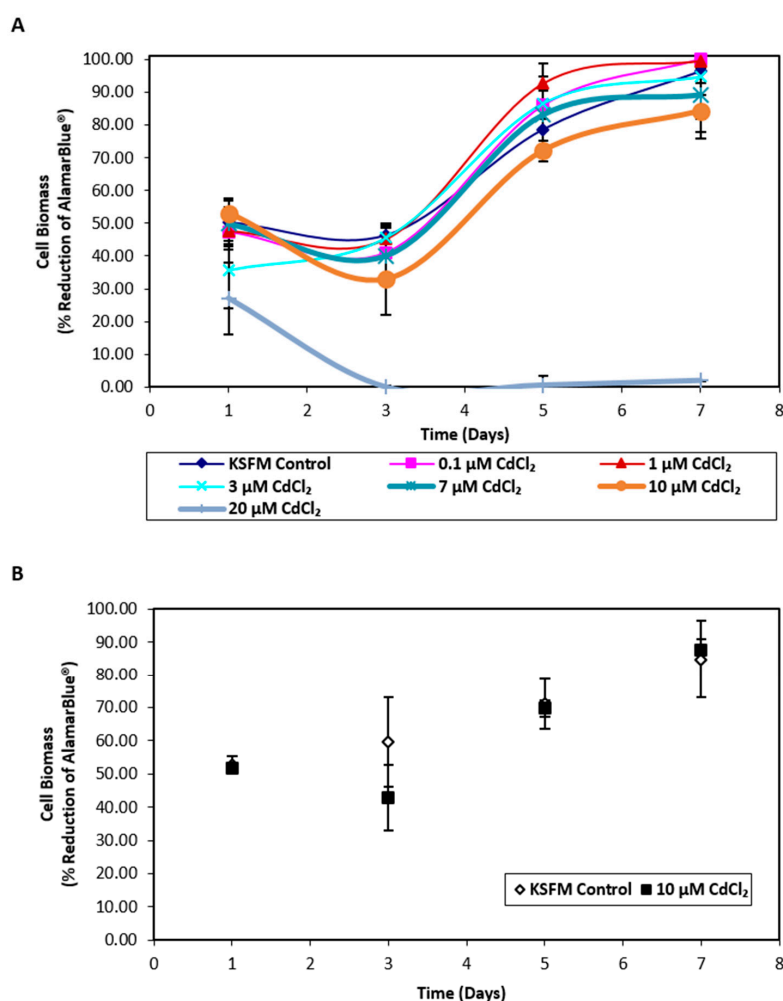 A
Cell Biomass
(% Reduction of AlamarBlue®)
100.00
90.00
80.00
70.00
60.00
50.00
40.00
30.00
20.00
10.00
0.00
0 1 2 3 4 5 6 7 8
Time (Days)
KSFM Control 0.1 µM CdCl₂ 1 µM CdCl₂
3 µM CdCl₂ 7 µM CdCl₂ 10 µM CdCl₂
20 µM CdCl₂
B
Cell Biomass
(% Reduction of AlamarBlue®)
100.00
90.00
80.00
70.00
60.00
50.00
40.00
30.00
20.00
10.00
0.00
KSFM Control 10 µM CdCl₂
0 1 2 3 4 5 6 7 8
Time (Days)